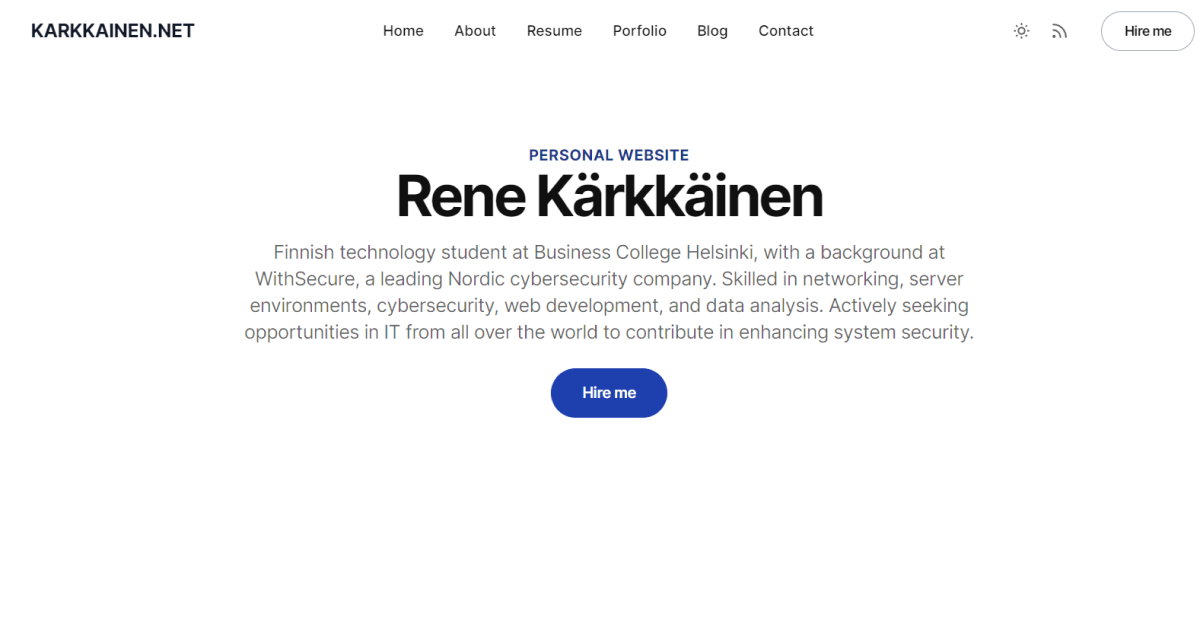 KARKKAINEN.NET
Home About Resume Porfolio Blog Contact
Hire me
PERSONAL WEBSITE
Rene Kärkkäinen
Finnish technology student at Business College Helsinki, with a background at
WithSecure, a leading Nordic cybersecurity company. Skilled in networking, server
environments, cybersecurity, web development, and data analysis. Actively seeking
opportunities in IT from all over the world to contribute in enhancing system security.
Hire me